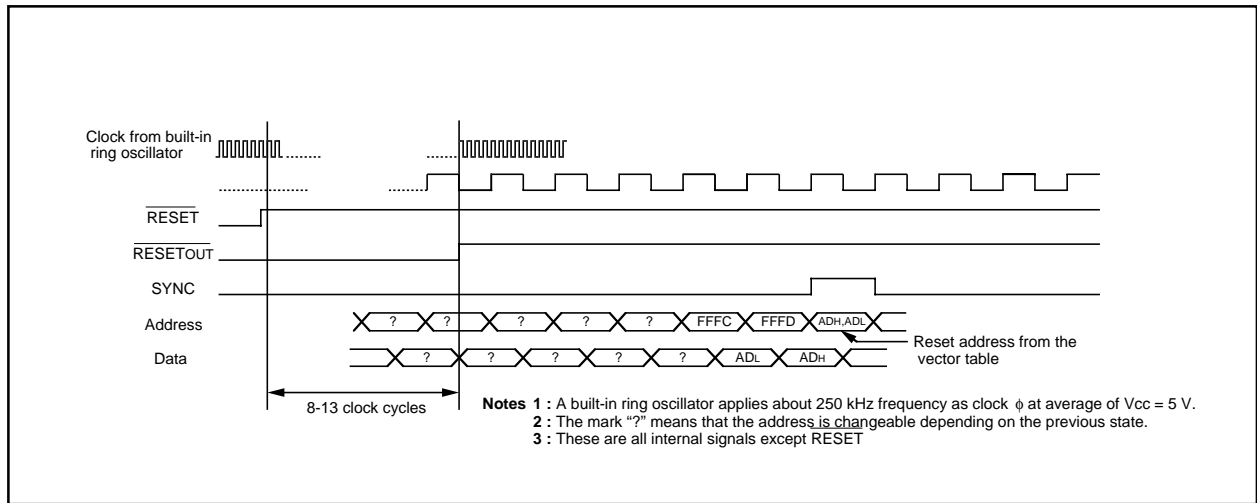 Clock from built-in
ring oscillator
RESET
RESETOUT
SYNC
Address
? ? ? ? ? FFFC FFFD ADH,ADL
Data
? ? ? ? ? ADL ADH
Reset address from the
vector table
8-13 clock cycles
Notes 1 : A built-in ring oscillator applies about 250 kHz frequency as clock ϕ at average of Vcc = 5 V.
2 : The mark “?” means that the address is changeable depending on the previous state.
3 : These are all internal signals except RESET